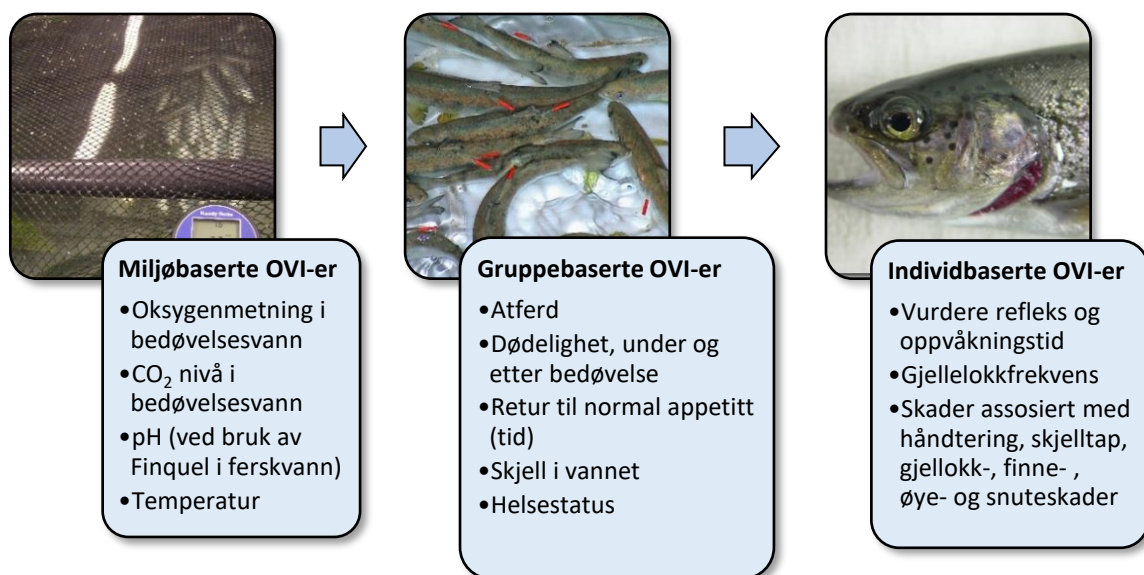 Miljøbaserte OVI-er
•Oksygenmetning i
bedøvelsesvann
•CO₂ nivå i
bedøvelsesvann
•pH (ved bruk av
Finquel i ferskvann)
•Temperatur
Gruppebaserte OVI-er
•Atferd
•Dødelighet, under og
etter bedøvelse
•Retur til normal appetitt
(tid)
•Skjell i vannet
•Helsestatus
Individbaserte OVI-er
•Vurdere refleks og
oppvåkningstid
•Gjellelokkfrekvens
•Skader assosiert med
håndtering, skjelltap,
gjellokk-, finne- ,
øye- og snuteskader